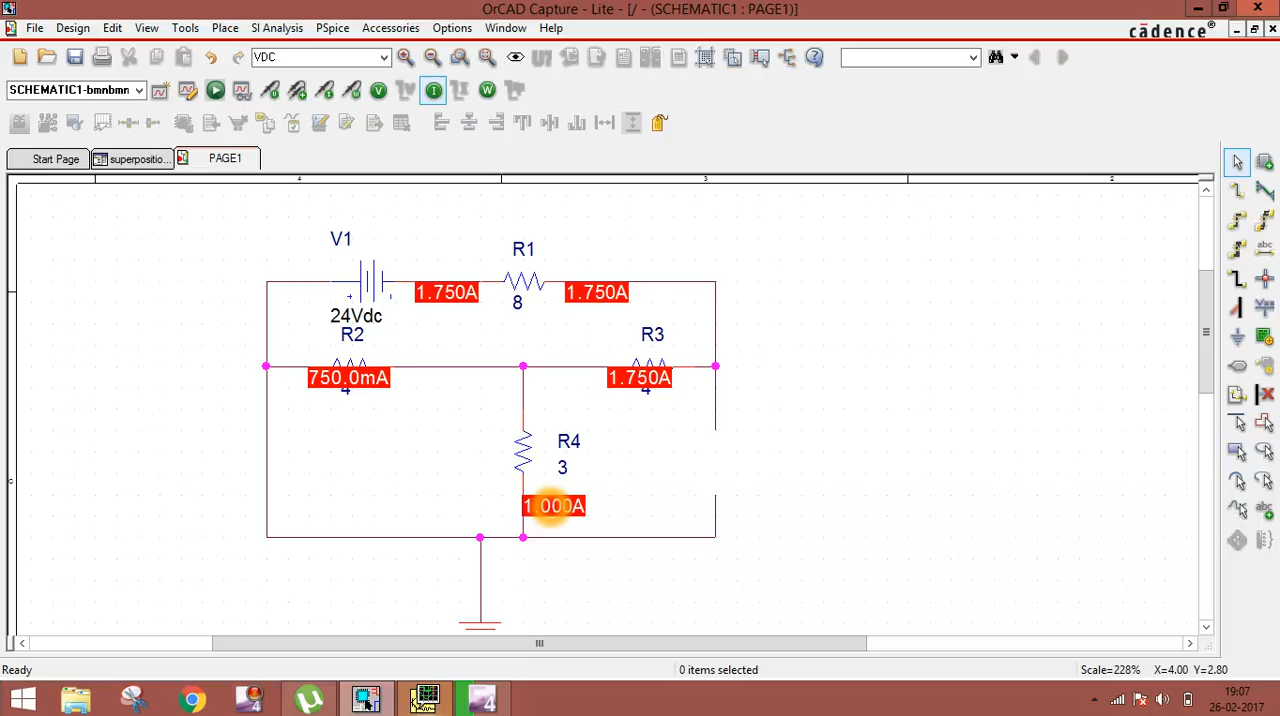 OrCAD Capture - Lite - [/ - (SCHEMATIC1 : PAGE1)]
File Design Edit View Tools Place SI Analysis PSpice Accessories Options Window Help
cādence®
VDC
SCHEMATIC1-bmnbmn
Start Page
superpositio...
PAGE1
4
3
2
V1
R1
1.750A
1.750A
8
24Vdc
R2
R3
750.0mA
1.750A
4
4
R4
3
1.000A
C
Ready
0 items selected
Scale=228% X=4.00 Y=2.80
19:07
26-02-2017